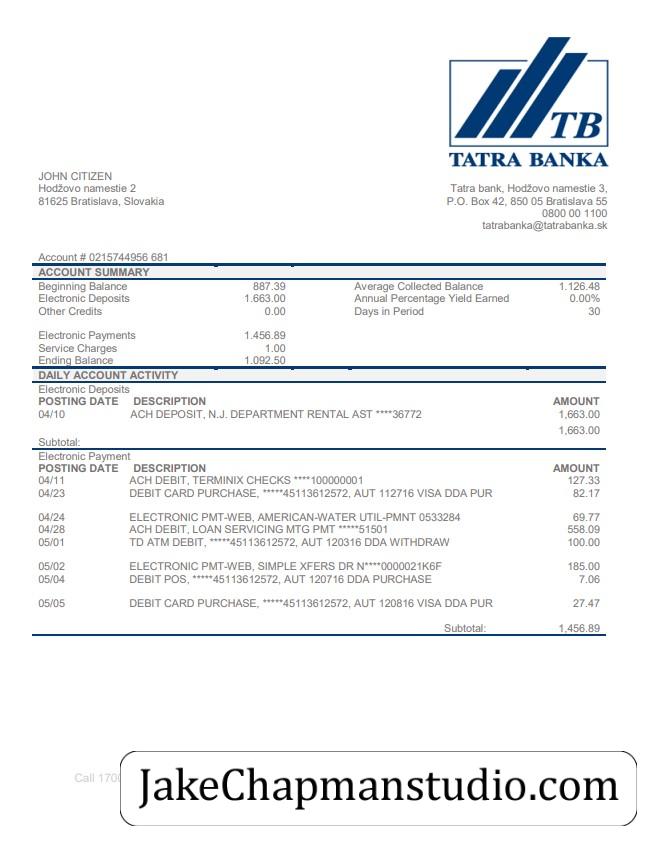 TB
TATRA BANKA
JOHN CITIZEN
Hodžovo namestie 2
81625 Bratislava, Slovakia
Tatra bank, Hodžovo namestie 3,
P.O. Box 42, 850 05 Bratislava 55
0800 00 1100
tatrabanka@tatrabanka.sk
Account # 0215744956 681
ACCOUNT SUMMARY
Beginning Balance 887.39 Average Collected Balance 1.126.48
Electronic Deposits 1.663.00 Annual Percentage Yield Earned 0.00%
Other Credits 0.00 Days in Period 30
Electronic Payments 1.456.89
Service Charges 1.00
Ending Balance 1.092.50
DAILY ACCOUNT ACTIVITY
Electronic Deposits
POSTING DATE DESCRIPTION AMOUNT
04/10 ACH DEPOSIT, N.J. DEPARTMENT RENTAL AST ****36772 1,663.00
1,663.00
Subtotal:
Electronic Payment
POSTING DATE DESCRIPTION AMOUNT
04/11 ACH DEBIT, TERMINIX CHECKS ****100000001 127.33
04/23 DEBIT CARD PURCHASE, *****45113612572, AUT 112716 VISA DDA PUR 82.17
04/24 ELECTRONIC PMT-WEB, AMERICAN-WATER UTIL-PMNT 0533284 69.77
04/28 ACH DEBIT, LOAN SERVICING MTG PMT *****51501 558.09
05/01 TD ATM DEBIT, *****45113612572, AUT 120316 DDA WITHDRAW 100.00
05/02 ELECTRONIC PMT-WEB, SIMPLE XFERS DR N****0000021K6F 185.00
05/04 DEBIT POS, *****45113612572, AUT 120716 DDA PURCHASE 7.06
05/05 DEBIT CARD PURCHASE, *****45113612572, AUT 120816 VISA DDA PUR 27.47
Subtotal: 1,456.89
Call 1700
JakeChapmanstudio.com